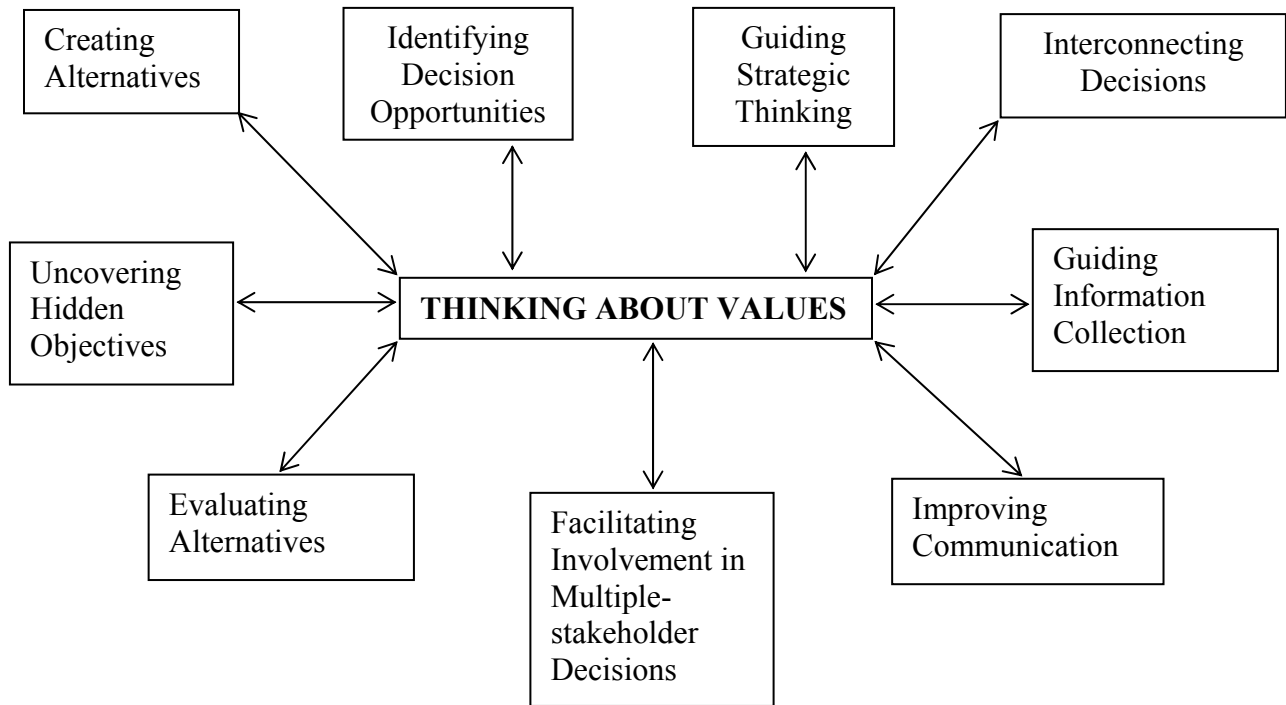 Creating
Alternatives
Identifying
Decision
Opportunities
Guiding
Strategic
Thinking
Interconnecting
Decisions
Uncovering
Hidden
Objectives
THINKING ABOUT VALUES
Guiding
Information
Collection
Evaluating
Alternatives
Facilitating
Involvement in
Multiple-
stakeholder
Decisions
Improving
Communication